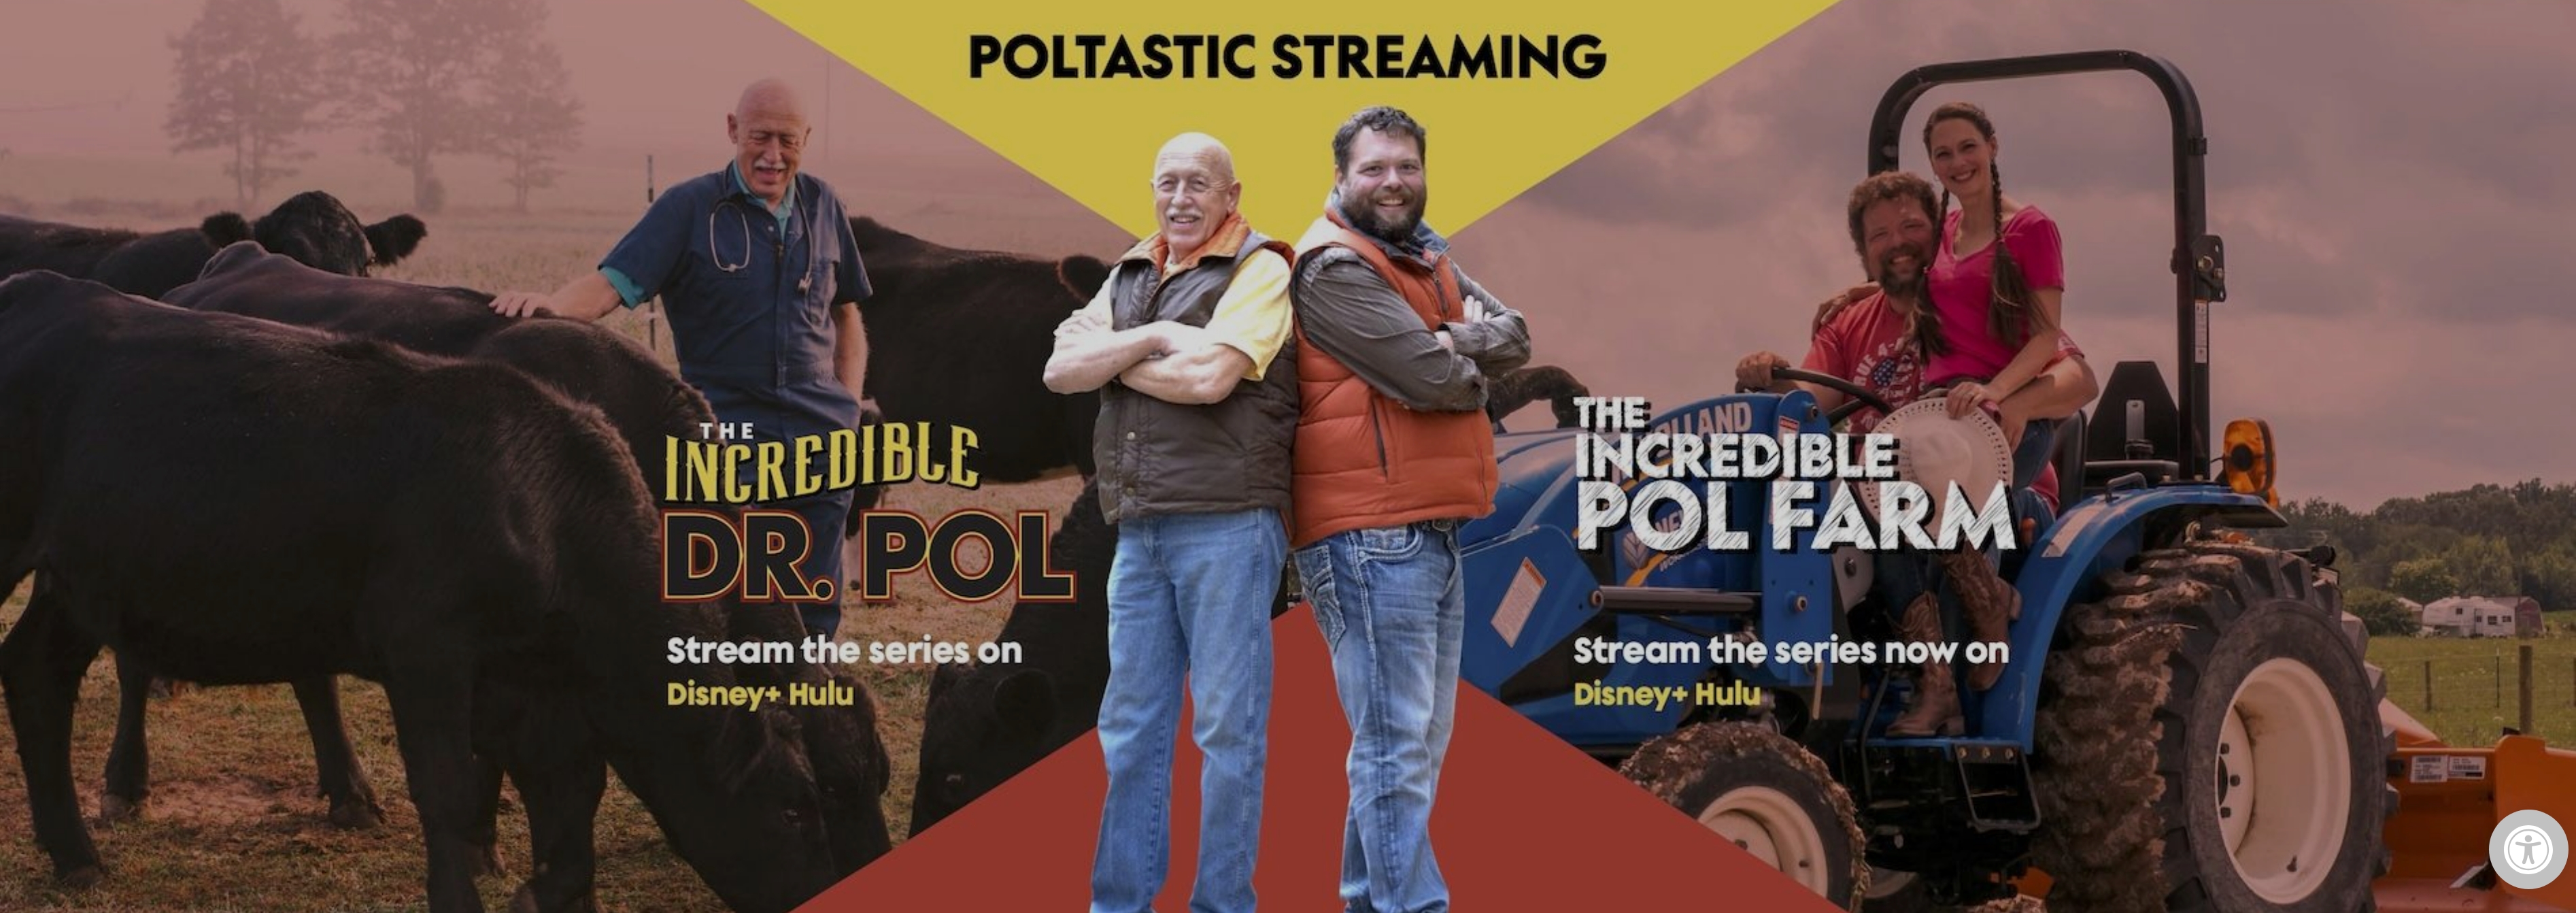 POLTASTIC STREAMING
THE
INCREDIBLE
DR. POL
Stream the series on
Disney+ Hulu
THE
INCREDIBLE
POL FARM
Stream the series now on
Disney+ Hulu